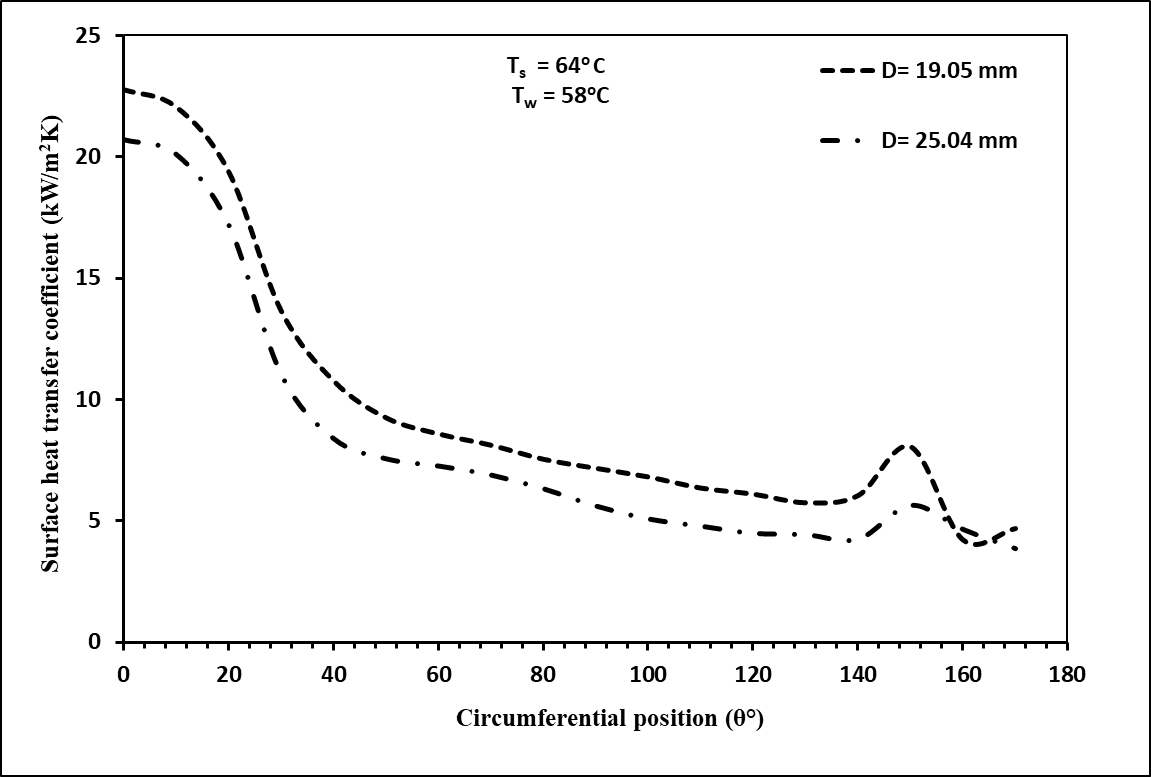 25
20
15
10
5
0
0 20 40 60 80 100 120 140 160 180
Surface heat transfer coefficient (kW/m²K)
Circumferential position (θ°)
Tₛ = 64°C
T_w = 58°C
D= 19.05 mm
D= 25.04 mm